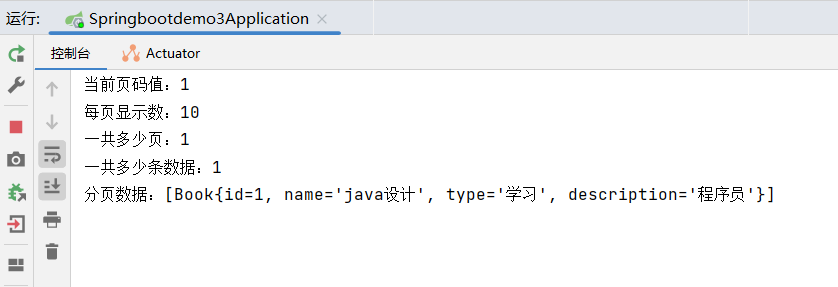 运行: Springbootdemo3Application
控制台 Actuator
当前页码值：1
每页显示数：10
一共多少页：1
一共多少条数据：1
分页数据：[Book{id=1, name='java设计', type='学习', description='程序员'}]